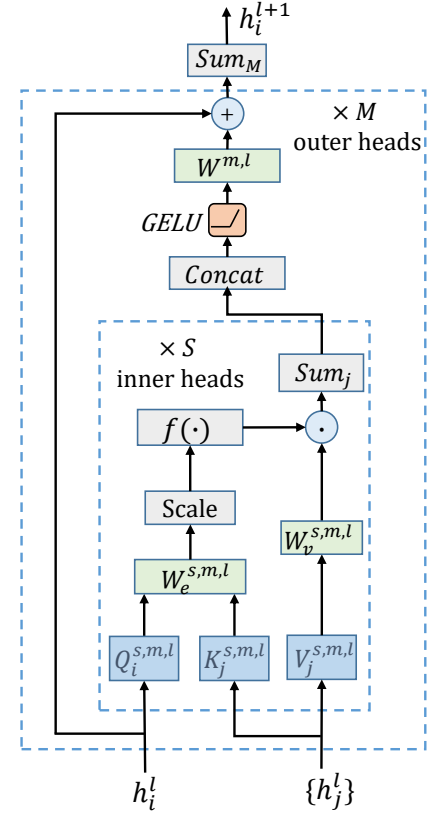 h_i^{l+1}
Sum_M
+
× M
outer heads
W^{m,l}
GELU
Concat
× S
inner heads
Sum_j
f(·)
·
Scale
W_v^{s,m,l}
W_e^{s,m,l}
Q_i^{s,m,l} K_j^{s,m,l} V_j^{s,m,l}
h_i^l {h_j^l}